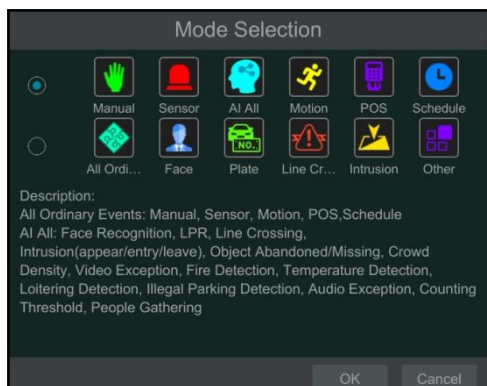 Mode Selection
Manual Sensor AI All Motion POS Schedule
NO.
All Ordi... Face Plate Line Cr... Intrusion Other
Description:
All Ordinary Events: Manual, Sensor, Motion, POS,Schedule
AI All: Face Recognition, LPR, Line Crossing,
Intrusion(appear/entry/leave), Object Abandoned/Missing, Crowd
Density, Video Exception, Fire Detection, Temperature Detection,
Loitering Detection, Illegal Parking Detection, Audio Exception, Counting
Threshold, People Gathering
OK Cancel